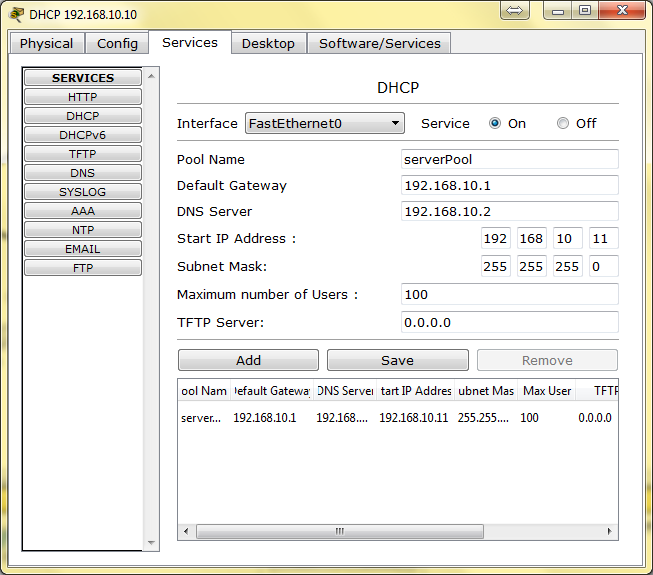 DHCP 192.168.10.10
Physical Config Services Desktop Software/Services
SERVICES
HTTP
DHCP
DHCPv6
TFTP
DNS
SYSLOG
AAA
NTP
EMAIL
FTP
DHCP
Interface FastEthernet0 Service On Off
Pool Name serverPool
Default Gateway 192.168.10.1
DNS Server 192.168.10.2
Start IP Address : 192 168 10 11
Subnet Mask: 255 255 255 0
Maximum number of Users : 100
TFTP Server: 0.0.0.0
Add Save Remove
ool Nam efault Gateway DNS Server tart IP Addres ubnet Mas Max User TFTP
server... 192.168.10.1 192.168.... 192.168.10.11 255.255.... 100 0.0.0.0